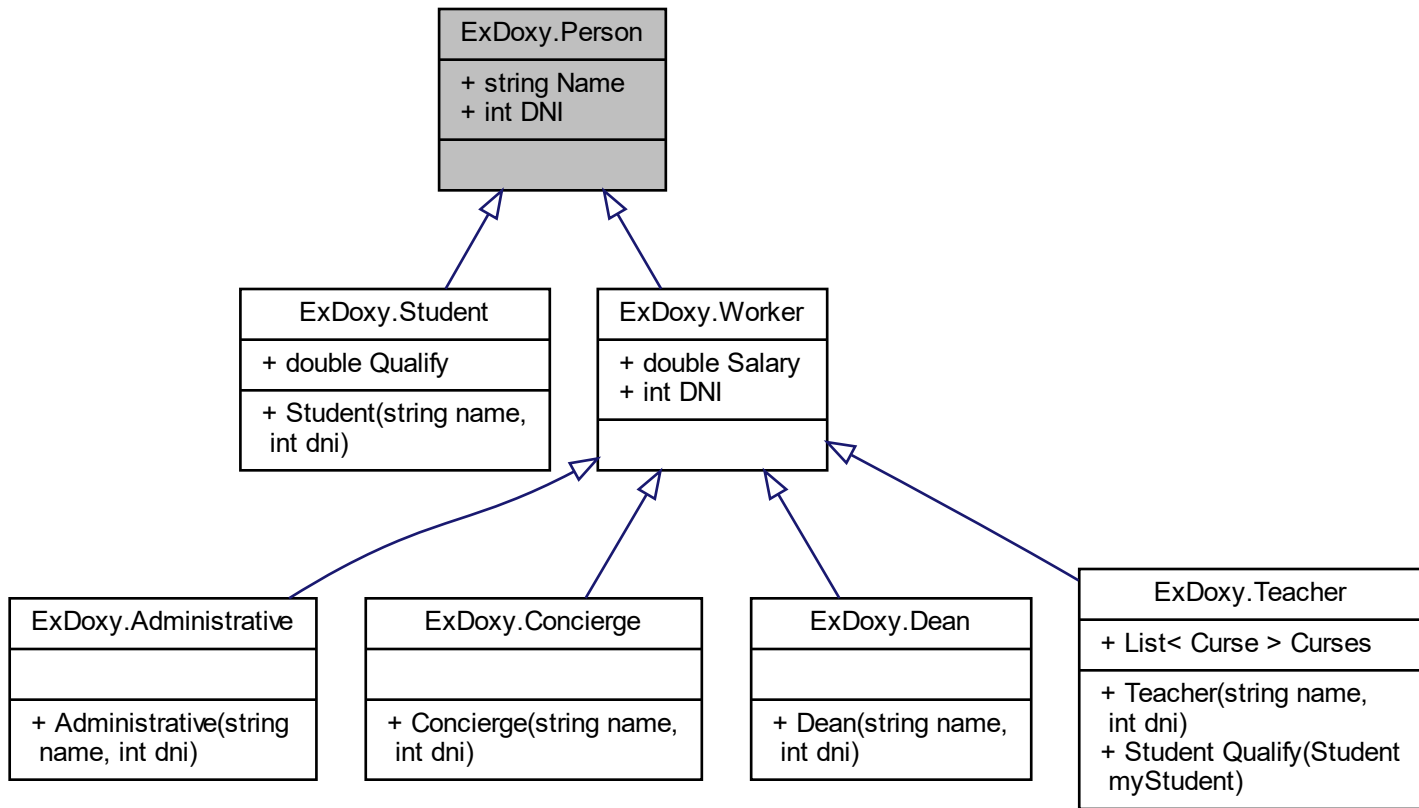 ExDoxy.Person
+ string Name
+ int DNI
ExDoxy.Student
+ double Qualify
+ Student(string name,
int dni)
ExDoxy.Worker
+ double Salary
+ int DNI
ExDoxy.Administrative
+ Administrative(string
name, int dni)
ExDoxy.Concierge
+ Concierge(string name,
int dni)
ExDoxy.Dean
+ Dean(string name,
int dni)
ExDoxy.Teacher
+ List< Curse > Curses
+ Teacher(string name,
int dni)
+ Student Qualify(Student
myStudent)